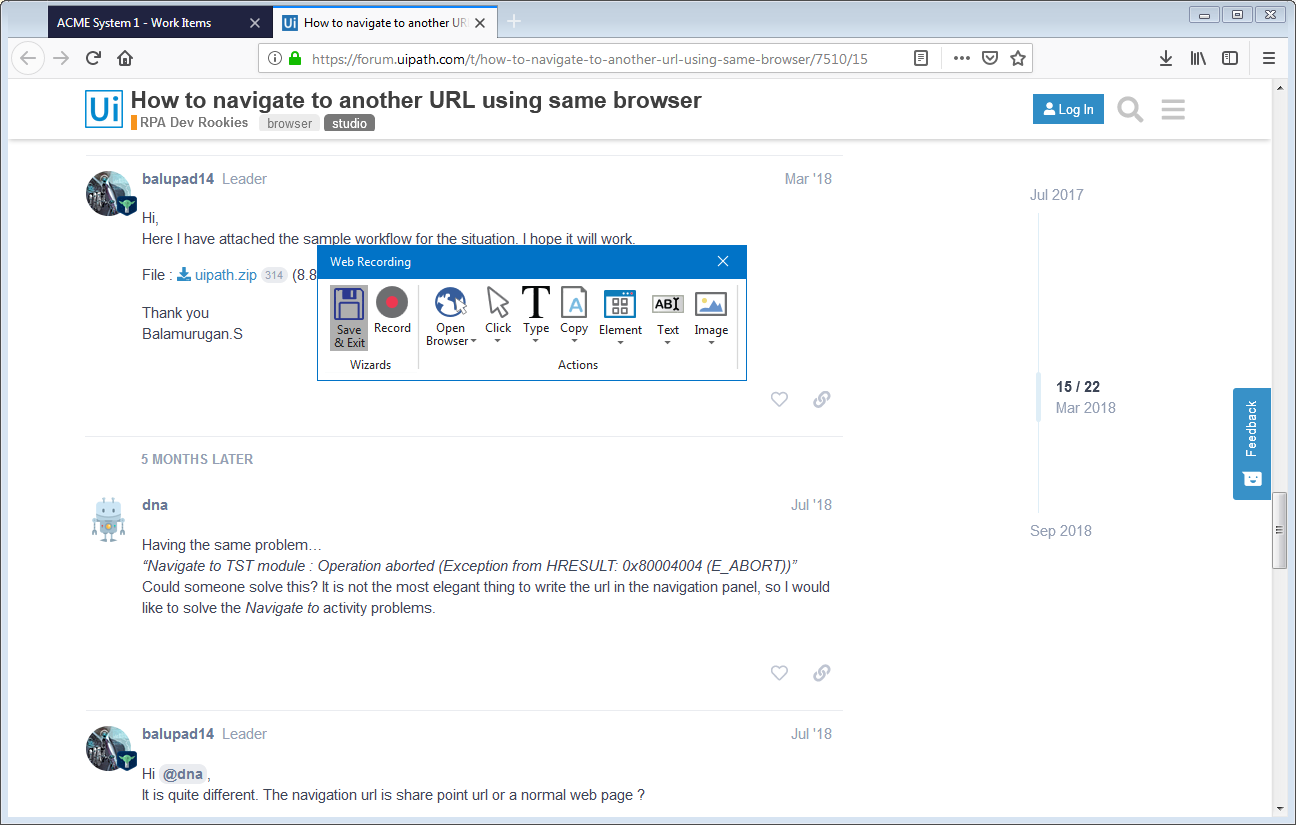 ACME System 1 - Work Items
Ui How to navigate to another UR
https://forum.uipath.com/t/how-to-navigate-to-another-url-using-same-browser/7510/15
Ui
How to navigate to another URL using same browser
RPA Dev Rookies browser studio
Log In
balupad14 Leader Mar '18
Hi,
Here I have attached the sample workflow for the situation. I hope it will work.
File : uipath.zip 314 (8.8
Thank you
Balamurugan.S
Web Recording
Save
& Exit
Record
Wizards
Open
Browser
Click
Type
Copy
Element
ABI
Text
Image
Actions
5 MONTHS LATER
dna Jul '18
Having the same problem…
“Navigate to TST module : Operation aborted (Exception from HRESULT: 0x80004004 (E_ABORT))”
Could someone solve this? It is not the most elegant thing to write the url in the navigation panel, so I would
like to solve the Navigate to activity problems.
balupad14 Leader Jul '18
Hi @dna,
It is quite different. The navigation url is share point url or a normal web page ?
Jul 2017
15 / 22
Mar 2018
Sep 2018
Feedback